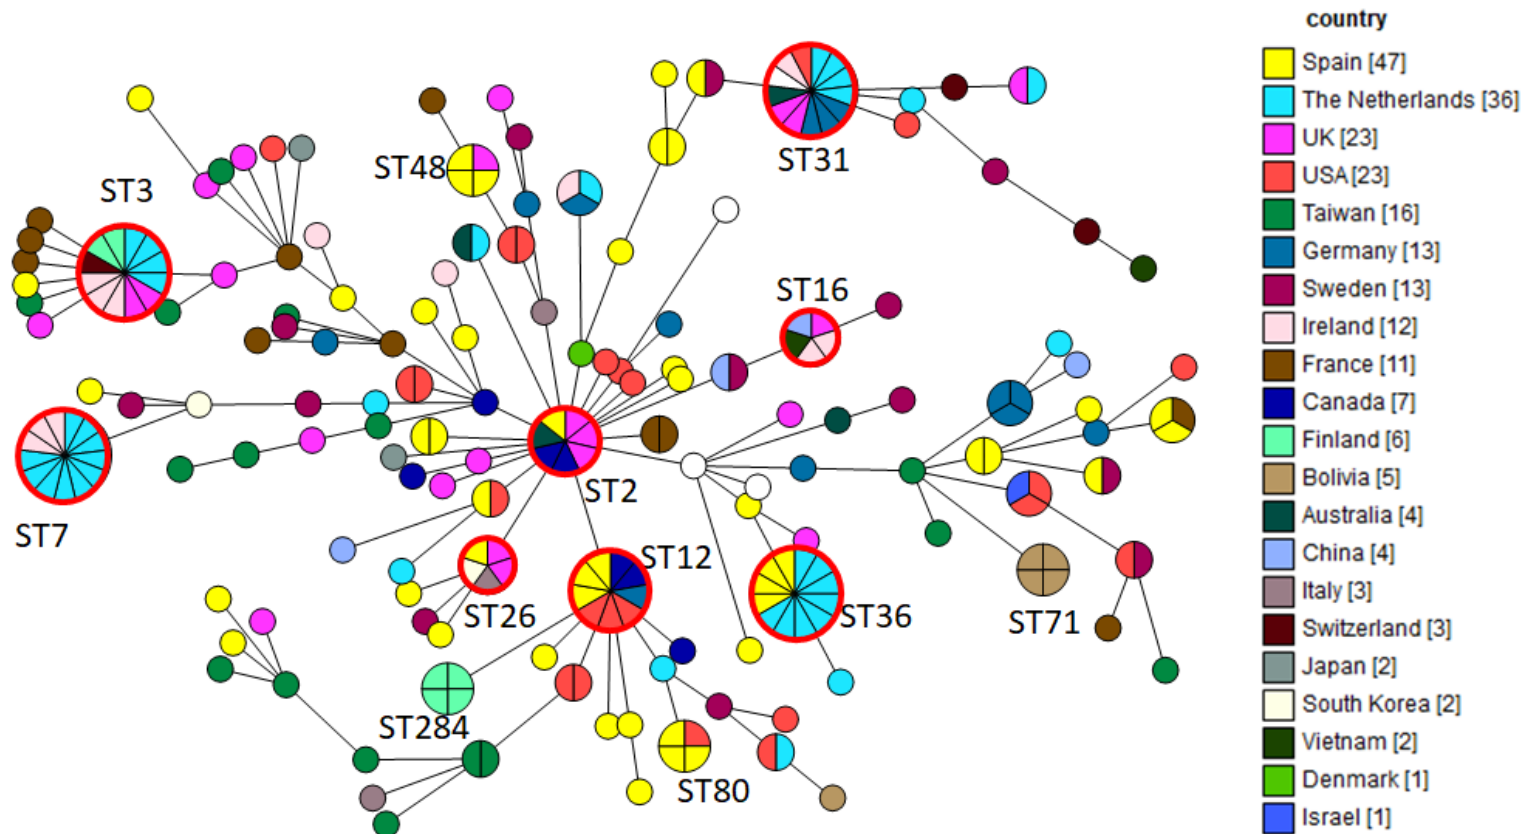 country
Spain [47]
The Netherlands [36]
UK [23]
USA[23]
Taiwan [16]
Germany [13]
Sweden [13]
Ireland [12]
France [11]
Canada [7]
Finland [6]
Bolivia [5]
Australia [4]
China [4]
Italy [3]
Switzerland [3]
Japan [2]
South Korea [2]
Vietnam [2]
Denmark [1]
Israel [1]
ST48
ST31
ST3
ST16
ST2
ST7
ST12
ST26
ST36
ST71
ST284
ST80